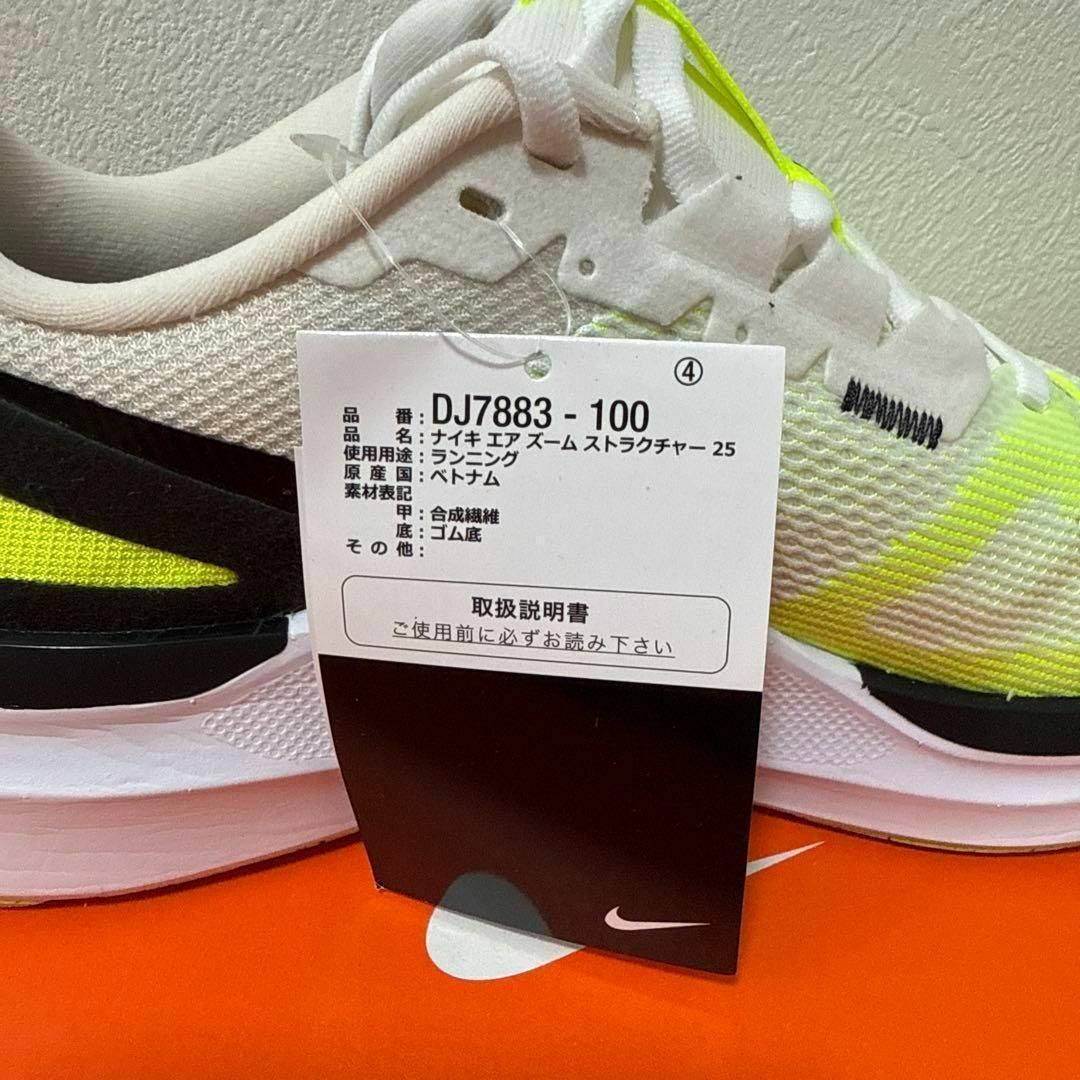 ④
品番：DJ7883 - 100
品名：ナイキ エア ズーム ストラクチャー 25
使用用途：ランニング
原産国：ベトナム
素材表記
甲：合成繊維
底：ゴム底
その他：
取扱説明書
ご使用前に必ずお読み下さい